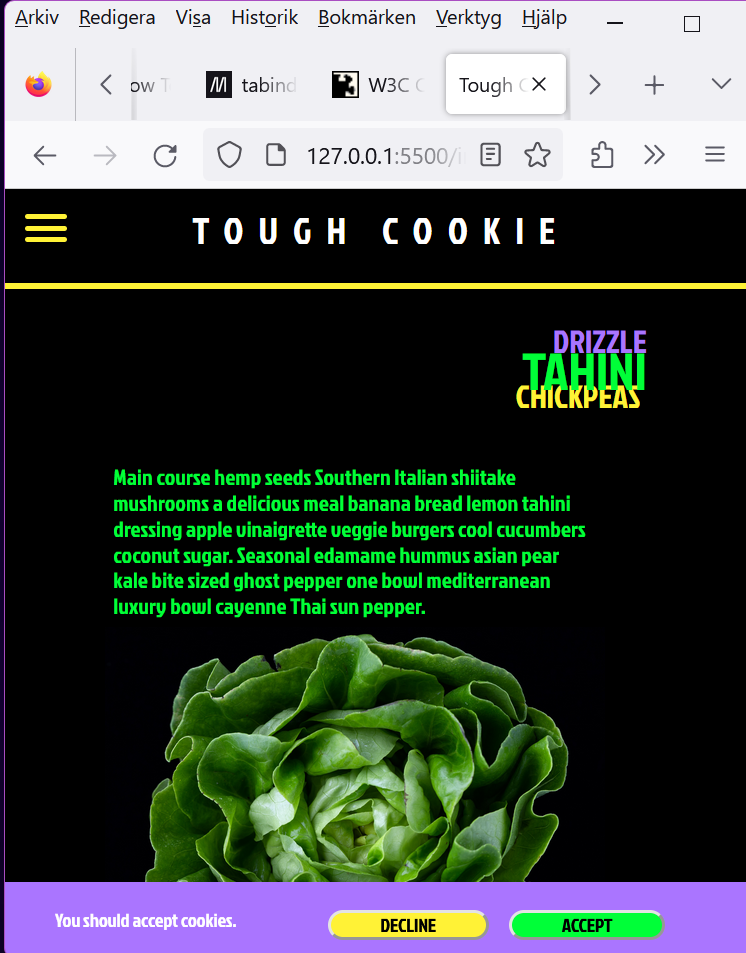 Arkiv Redigera Visa Historik Bokmärken Verktyg Hjälp
ow T tabind W3C Tough C
127.0.0.1:5500/i
TOUGH COOKIE
DRIZZLE
TAHINI
CHICKPEAS
Main course hemp seeds Southern Italian shiitake
mushrooms a delicious meal banana bread lemon tahini
dressing apple vinaigrette veggie burgers cool cucumbers
coconut sugar. Seasonal edamame hummus asian pear
kale bite sized ghost pepper one bowl mediterranean
luxury bowl cayenne Thai sun pepper.
You should accept cookies. DECLINE ACCEPT